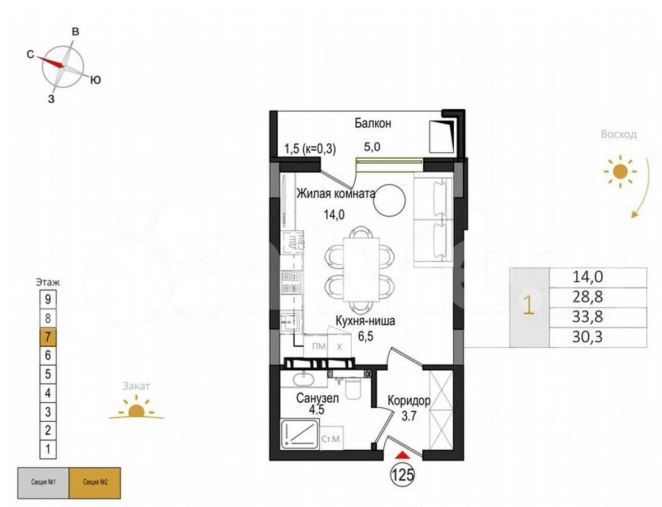 В
С
Ю
З
Балкон
1,5 (к=0,3)
5,0
Восход
Жилая комната
14,0
Кухня-ниша
6,5
ПМ
Х
Санузел
4.5
Ст.М.
Коридор
3.7
125
1
14,0
28,8
33,8
30,3
Этаж
9
8
7
6
5
4
3
2
1
Закат
Секция №1
Секция №2